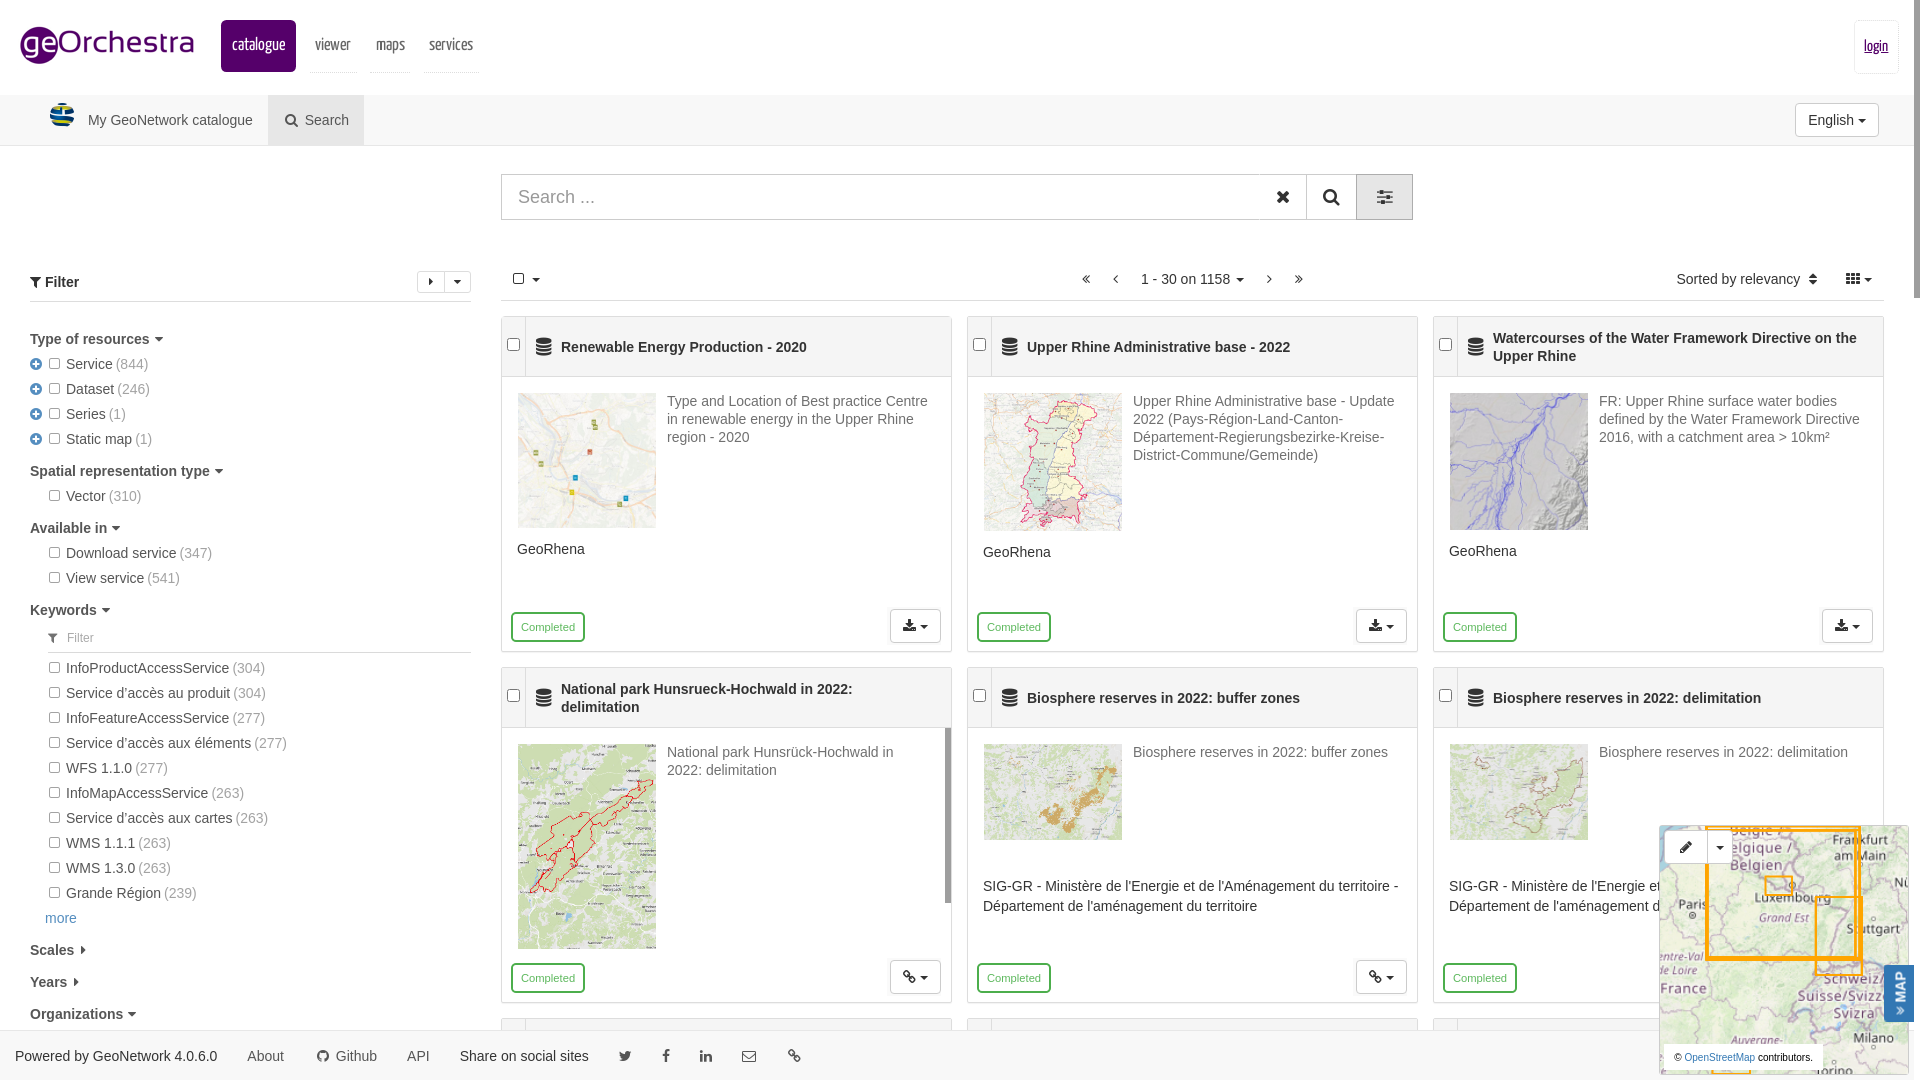 geOrchestra
catalogue
viewer
maps
services
login
My GeoNetwork catalogue
Search
English
Search ...
Filter
1 - 30 on 1158
Sorted by relevancy
Type of resources
Service (844)
Dataset (246)
Series (1)
Static map (1)
Spatial representation type
Vector (310)
Available in
Download service (347)
View service (541)
Keywords
Filter
InfoProductAccessService (304)
Service d’accès au produit (304)
InfoFeatureAccessService (277)
Service d’accès aux éléments (277)
WFS 1.1.0 (277)
InfoMapAccessService (263)
Service d’accès aux cartes (263)
WMS 1.1.1 (263)
WMS 1.3.0 (263)
Grande Région (239)
more
Scales
Years
Organizations
Renewable Energy Production - 2020
Type and Location of Best practice Centre
in renewable energy in the Upper Rhine
region - 2020
GeoRhena
Completed
Upper Rhine Administrative base - 2022
Upper Rhine Administrative base - Update
2022 (Pays-Région-Land-Canton-
Département-Regierungsbezirke-Kreise-
District-Commune/Gemeinde)
GeoRhena
Completed
Watercourses of the Water Framework Directive on the
Upper Rhine
FR: Upper Rhine surface water bodies
defined by the Water Framework Directive
2016, with a catchment area > 10km²
GeoRhena
Completed
National park Hunsrueck-Hochwald in 2022:
delimitation
National park Hunsrück-Hochwald in
2022: delimitation
Completed
Biosphere reserves in 2022: buffer zones
Biosphere reserves in 2022: buffer zones
SIG-GR - Ministère de l'Energie et de l'Aménagement du territoire -
Département de l'aménagement du territoire
Completed
Biosphere reserves in 2022: delimitation
Biosphere reserves in 2022: delimitation
SIG-GR - Ministère de l'Energie et
Département de l'aménagement d
Completed
België /
elgique /
Belgien
Frankfurt
am Main
Nü
Luxembourg
Paris
Grand Est
Stuttgart
entre-Val
de Loire
France
Schweiz/
Suisse/Svizze
Svizra
Milano
Auvergne-
Torino
» MAP
© OpenStreetMap contributors.
Powered by GeoNetwork 4.0.6.0
About
Github
API
Share on social sites